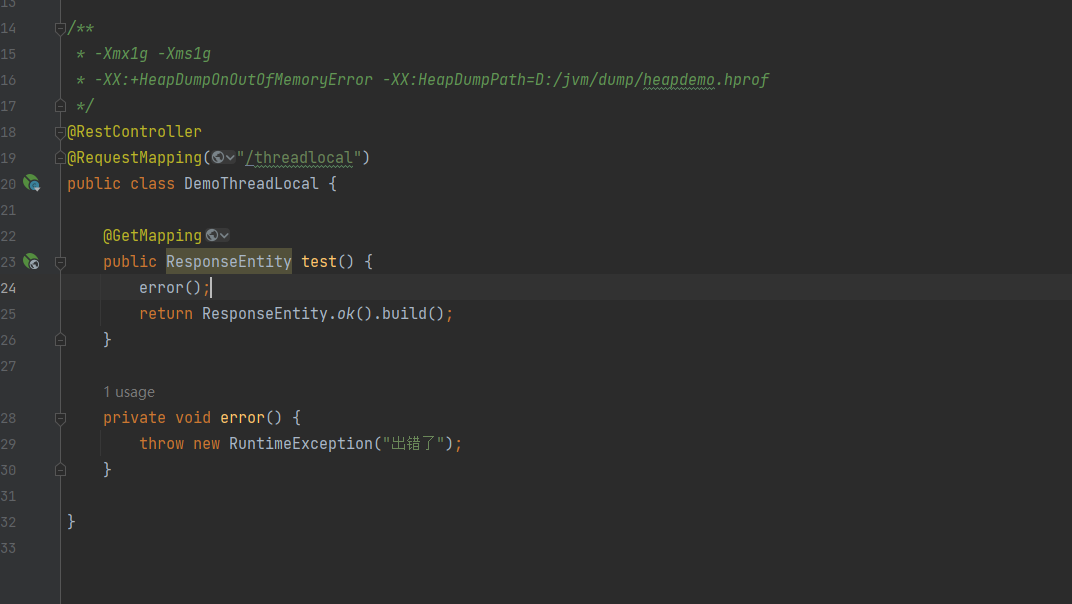 13
14 /**
15 * -Xmx1g -Xms1g
16 * -XX:+HeapDumpOnOutOfMemoryError -XX:HeapDumpPath=D:/jvm/dump/heapdemo.hprof
17 */
18 @RestController
19 @RequestMapping("/threadlocal")
20 public class DemoThreadLocal {
21
22 @GetMapping
23 public ResponseEntity test() {
24 error();
25 return ResponseEntity.ok().build();
26 }
27
1 usage
28 private void error() {
29 throw new RuntimeException("出错了");
30 }
31
32 }
33